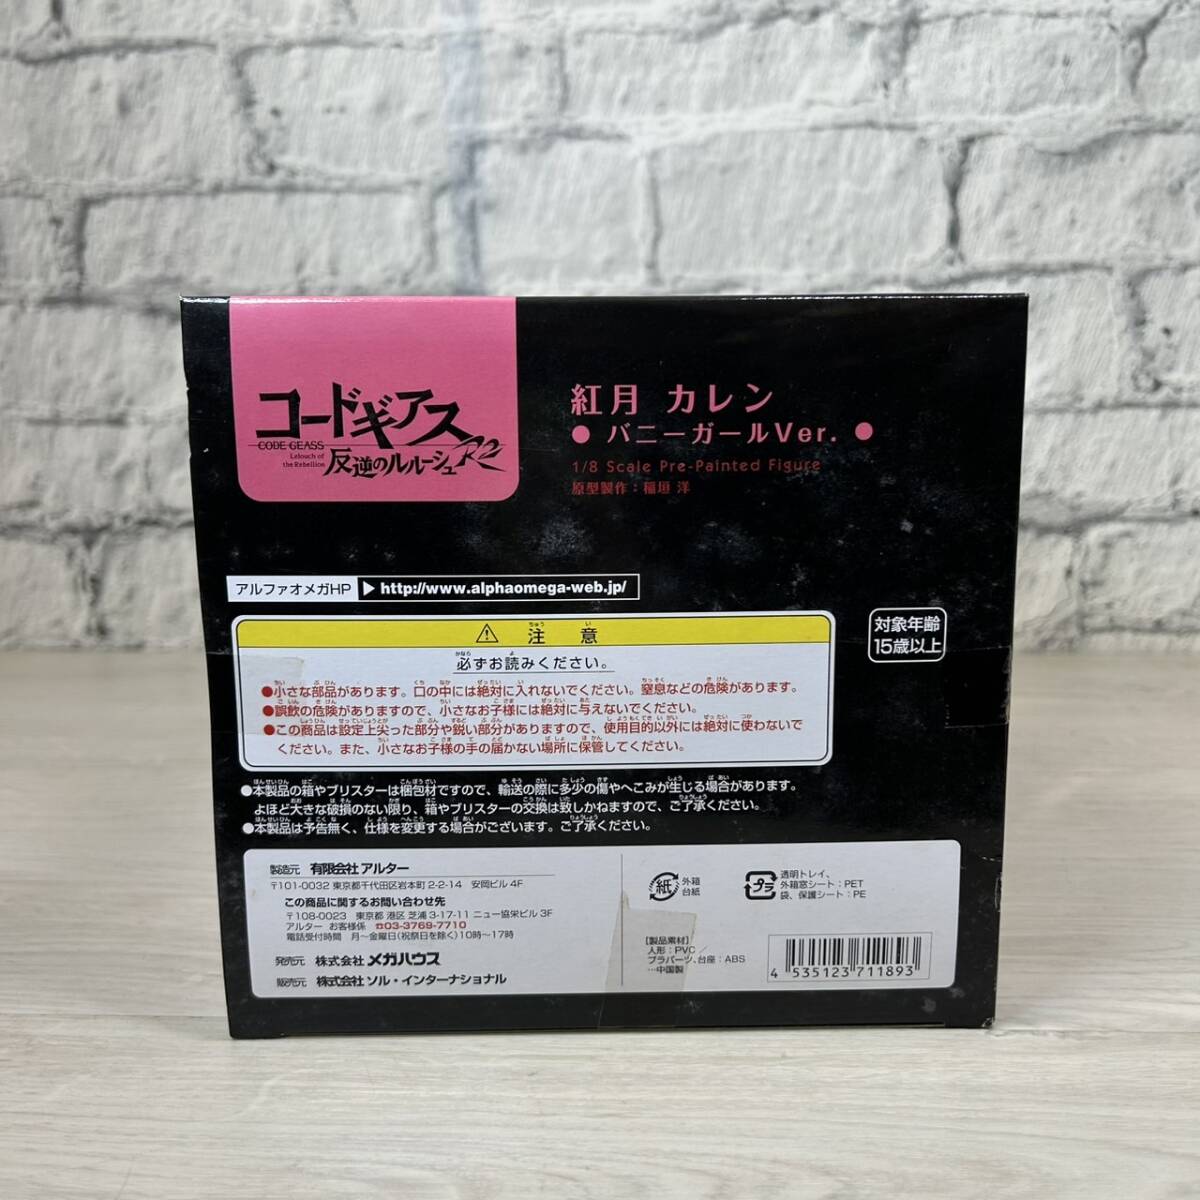 コードギアス
CODE GEASS
Lelouch of
the Rebellion
反逆のルルーシュ R2
紅月 カレン
● バニーガールVer. ●
1/8 Scale Pre-Painted Figure
原型製作：稲垣 洋
アルファオメガHP ▶ http://www.alphaomega-web.jp/
対象年齢
15歳以上
⚠ 注意
必ずお読みください。
●小さな部品があります。口の中には絶対に入れないでください。窒息などの危険があります。
●誤飲の危険がありますので、小さなお子様には絶対に与えないでください。
●この商品は設定上尖った部分や鋭い部分がありますので、使用目的以外には絶対に使わないで
ください。また、小さなお子様の手の届かない場所に保管してください。
●本製品の箱やブリスターは梱包材ですので、輸送の際に多少の傷やへこみが生じる場合があります。
よほど大きな破損のない限り、箱やブリスターの交換は致しかねますので、ご了承ください。
●本製品は予告無く、仕様を変更する場合がございます。ご了承ください。
製造元 有限会社 アルター
〒101-0032 東京都千代田区岩本町 2-2-14 安岡ビル 4F
この商品に関するお問い合わせ先
〒108-0023 東京都 港区 芝浦 3-17-11 ニュー協栄ビル 3F
アルター お客様係 ☎03-3769-7710
電話受付時間 月〜金曜日(祝祭日を除く)10時〜17時
発売元 株式会社 メガハウス
販売元 株式会社 ソル・インターナショナル
紙
外箱
台紙
プラ
透明トレイ、
外箱窓シート：PET
袋、保護シート：PE
【製品素材】
人形：PVC／
プラパーツ、台座：ABS
…中国製
4 535123 711893